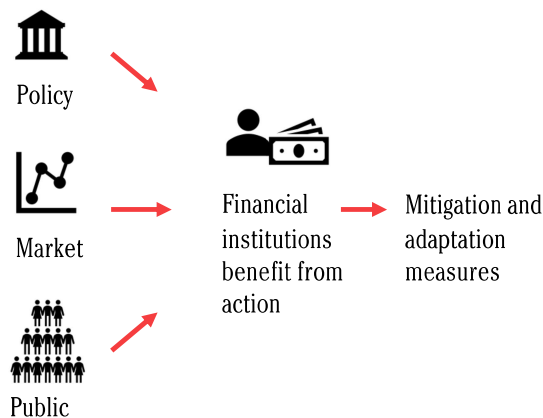 Policy
Market
Public
Financial
institutions
benefit from
action
Mitigation and
adaptation
measures